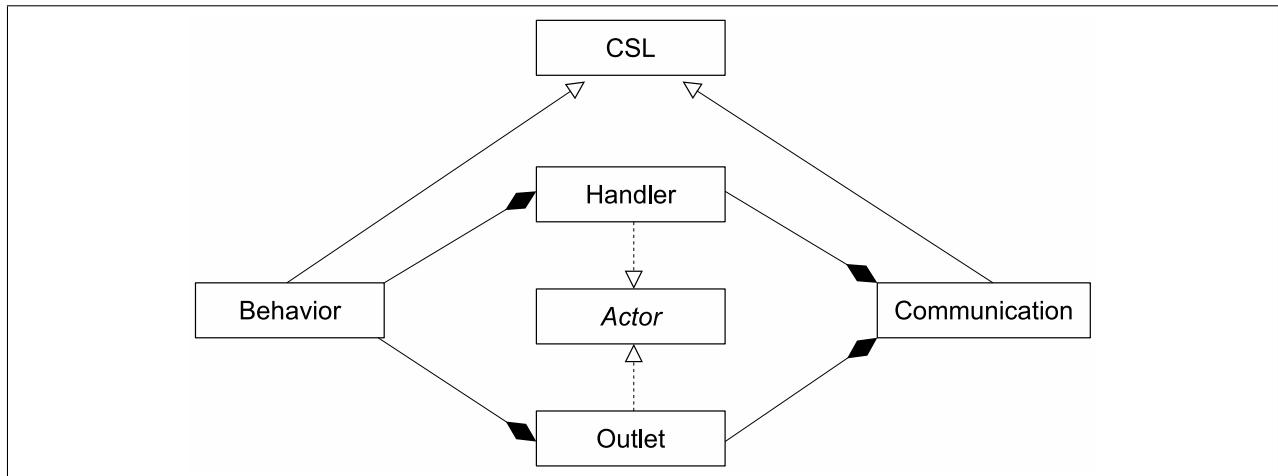 CSL
Handler
Behavior
Actor
Communication
Outlet